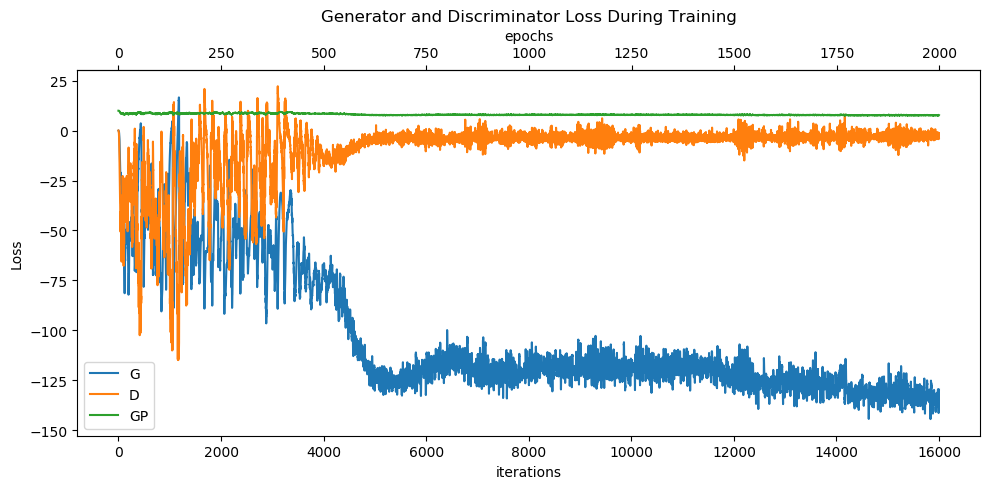 Generator and Discriminator Loss During Training
epochs
0 250 500 750 1000 1250 1500 1750 2000
25
0
−25
−50
−75
−100
−125
−150
Loss
G
D
GP
0 2000 4000 6000 8000 10000 12000 14000 16000
iterations